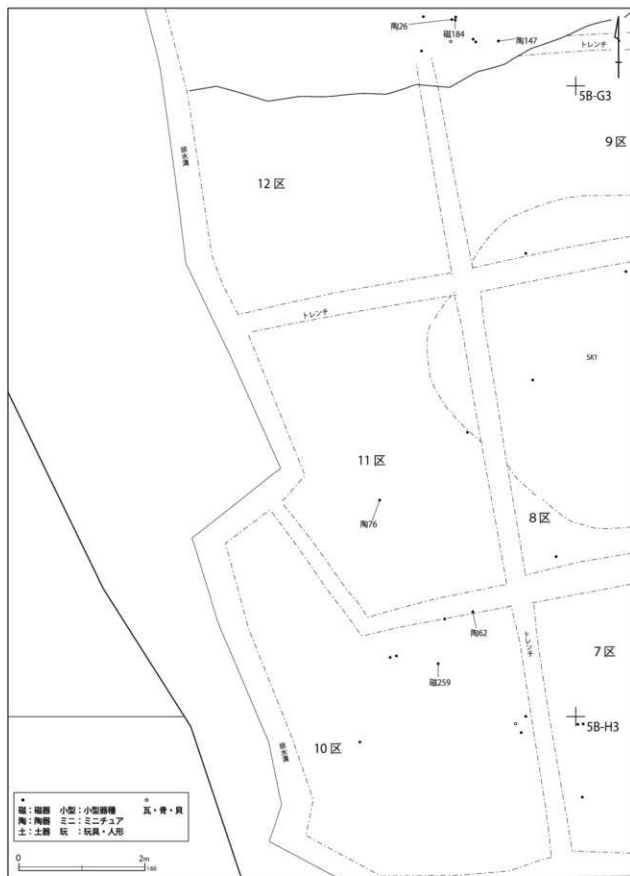 陶26
磁184
陶147
トレンチ
5B-G3
9区
排水溝
12区
トレンチ
SK1
11区
陶76
8区
陶62
トレンチ
7区
磁259
5B-H3
排水溝
10区
磁：磁器 小型：小型器種 瓦・骨・貝
陶：陶器 ミニ：ミニチュア
土：土器 玩 ：玩具・人形
0 2m
1:60